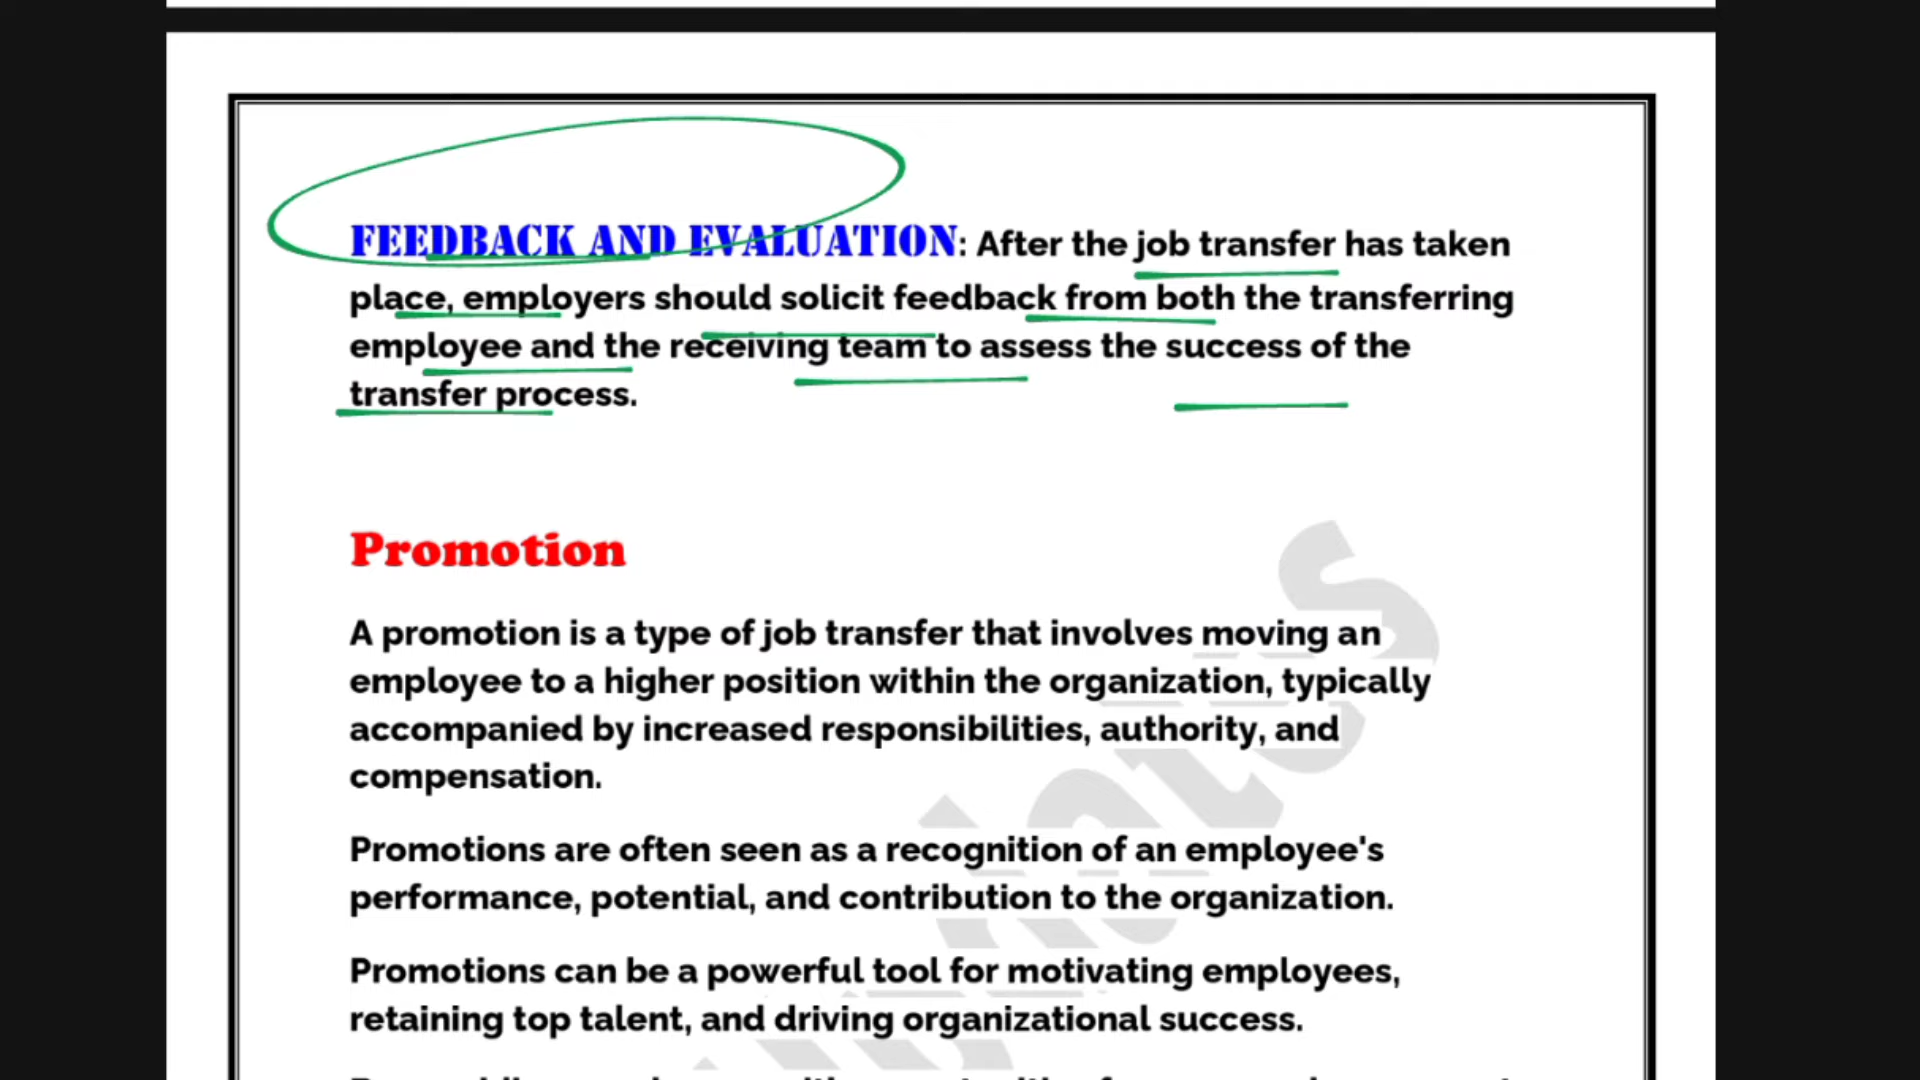 FEEDBACK AND EVALUATION: After the job transfer has taken
place, employers should solicit feedback from both the transferring
employee and the receiving team to assess the success of the
transfer process.
Promotion
A promotion is a type of job transfer that involves moving an
employee to a higher position within the organization, typically
accompanied by increased responsibilities, authority, and
compensation.
Promotions are often seen as a recognition of an employee's
performance, potential, and contribution to the organization.
Promotions can be a powerful tool for motivating employees,
retaining top talent, and driving organizational success.